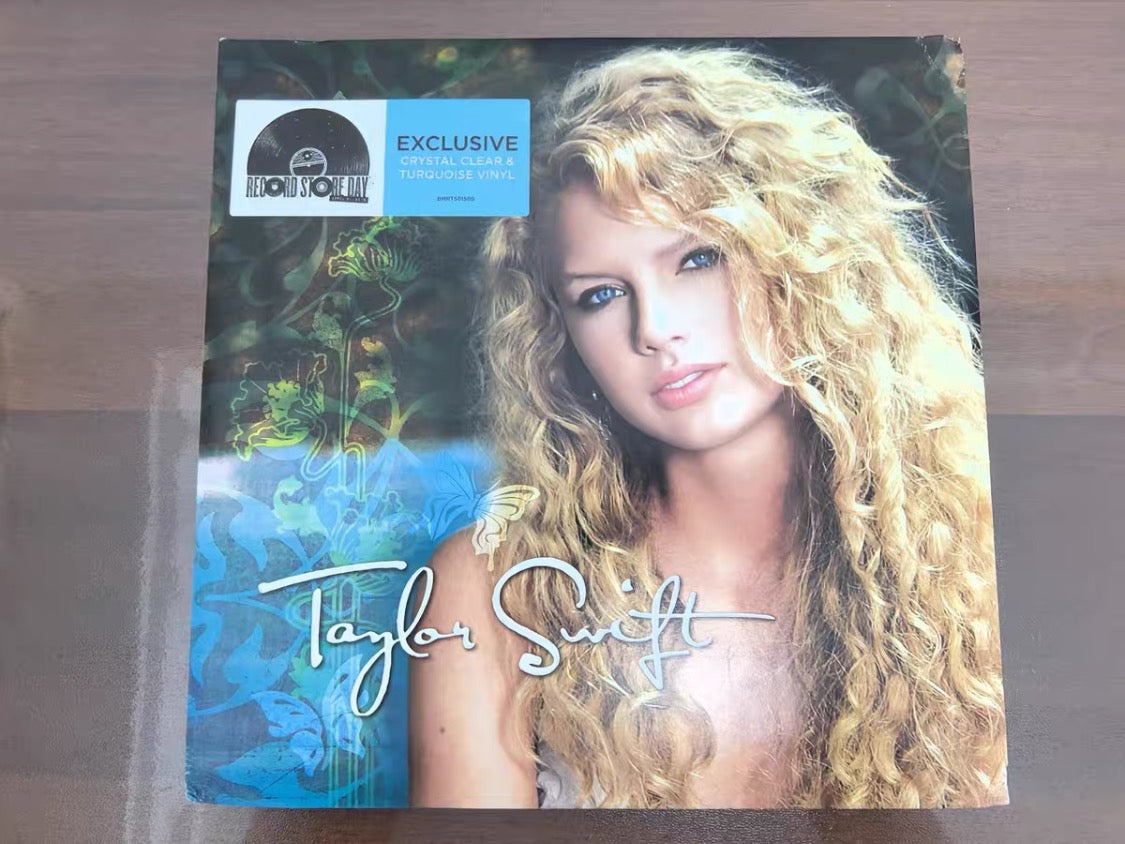 RECORD STORE DAY
EXCLUSIVE
CRYSTAL CLEAR &
TURQUOISE VINYL
Taylor Swift